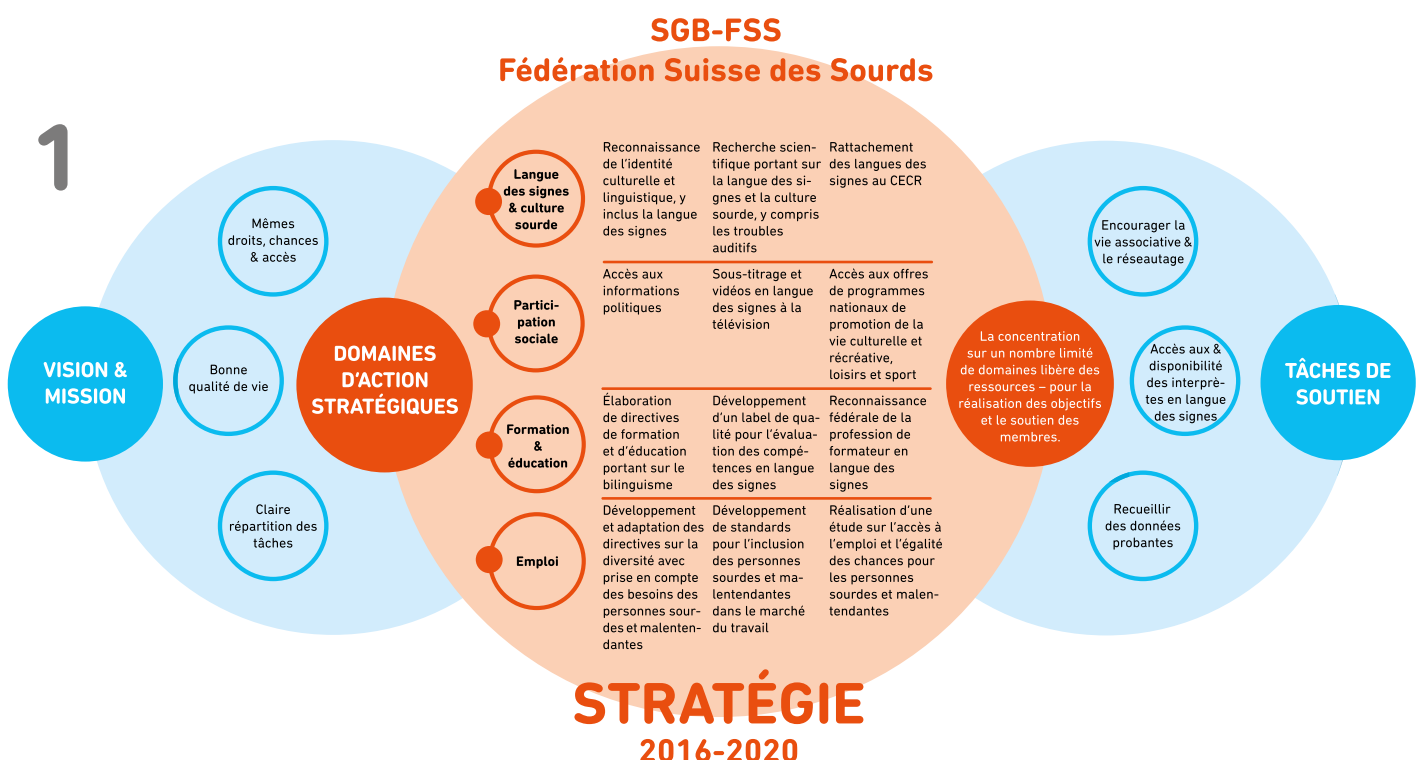 SGB-FSS
Fédération Suisse des Sourds
1
VISION &
MISSION
Mêmes
droits, chances
& accès
Bonne
qualité de vie
Claire
répartition des
tâches
DOMAINES
D'ACTION
STRATÉGIQUES
Langue
des signes
& culture
sourde
Reconnaissance
de l'identité
culturelle et
linguistique, y
inclus la langue
des signes
Recherche scien-
tifique portant sur
la langue des si-
gnes et la culture
sourde, y compris
les troubles
auditifs
Rattachement
des langues des
signes au CECR
Partici-
pation
sociale
Accès aux
informations
politiques
Sous-titrage et
vidéos en langue
des signes à la
télévision
Accès aux offres
de programmes
nationaux de
promotion de la
vie culturelle et
récréative,
loisirs et sport
Formation
&
éducation
Élaboration
de directives
de formation
et d'éducation
portant sur le
bilinguisme
Développement
d'un label de qua-
lité pour l'évalua-
tion des compé-
tences en langue
des signes
Reconnaissance
fédérale de la
profession de
formateur en
langue des
signes
Emploi
Développement
et adaptation des
directives sur la
diversité avec
prise en compte
des besoins des
personnes sour-
des et malenten-
dantes
Développement
de standards
pour l'inclusion
des personnes
sourdes et ma-
lentendantes
dans le marché
du travail
Réalisation d'une
étude sur l'accès à
l'emploi et l'égalité
des chances pour
les personnes
sourdes et malen-
tendantes
La concentration
sur un nombre limité
de domaines libère des
ressources – pour la
réalisation des objectifs
et le soutien des
membres.
Encourager la
vie associative &
le réseautage
Accès aux &
disponibilité
des interprè-
tes en langue
des signes
Recueillir
des données
probantes
TÂCHES DE
SOUTIEN
STRATÉGIE
2016-2020